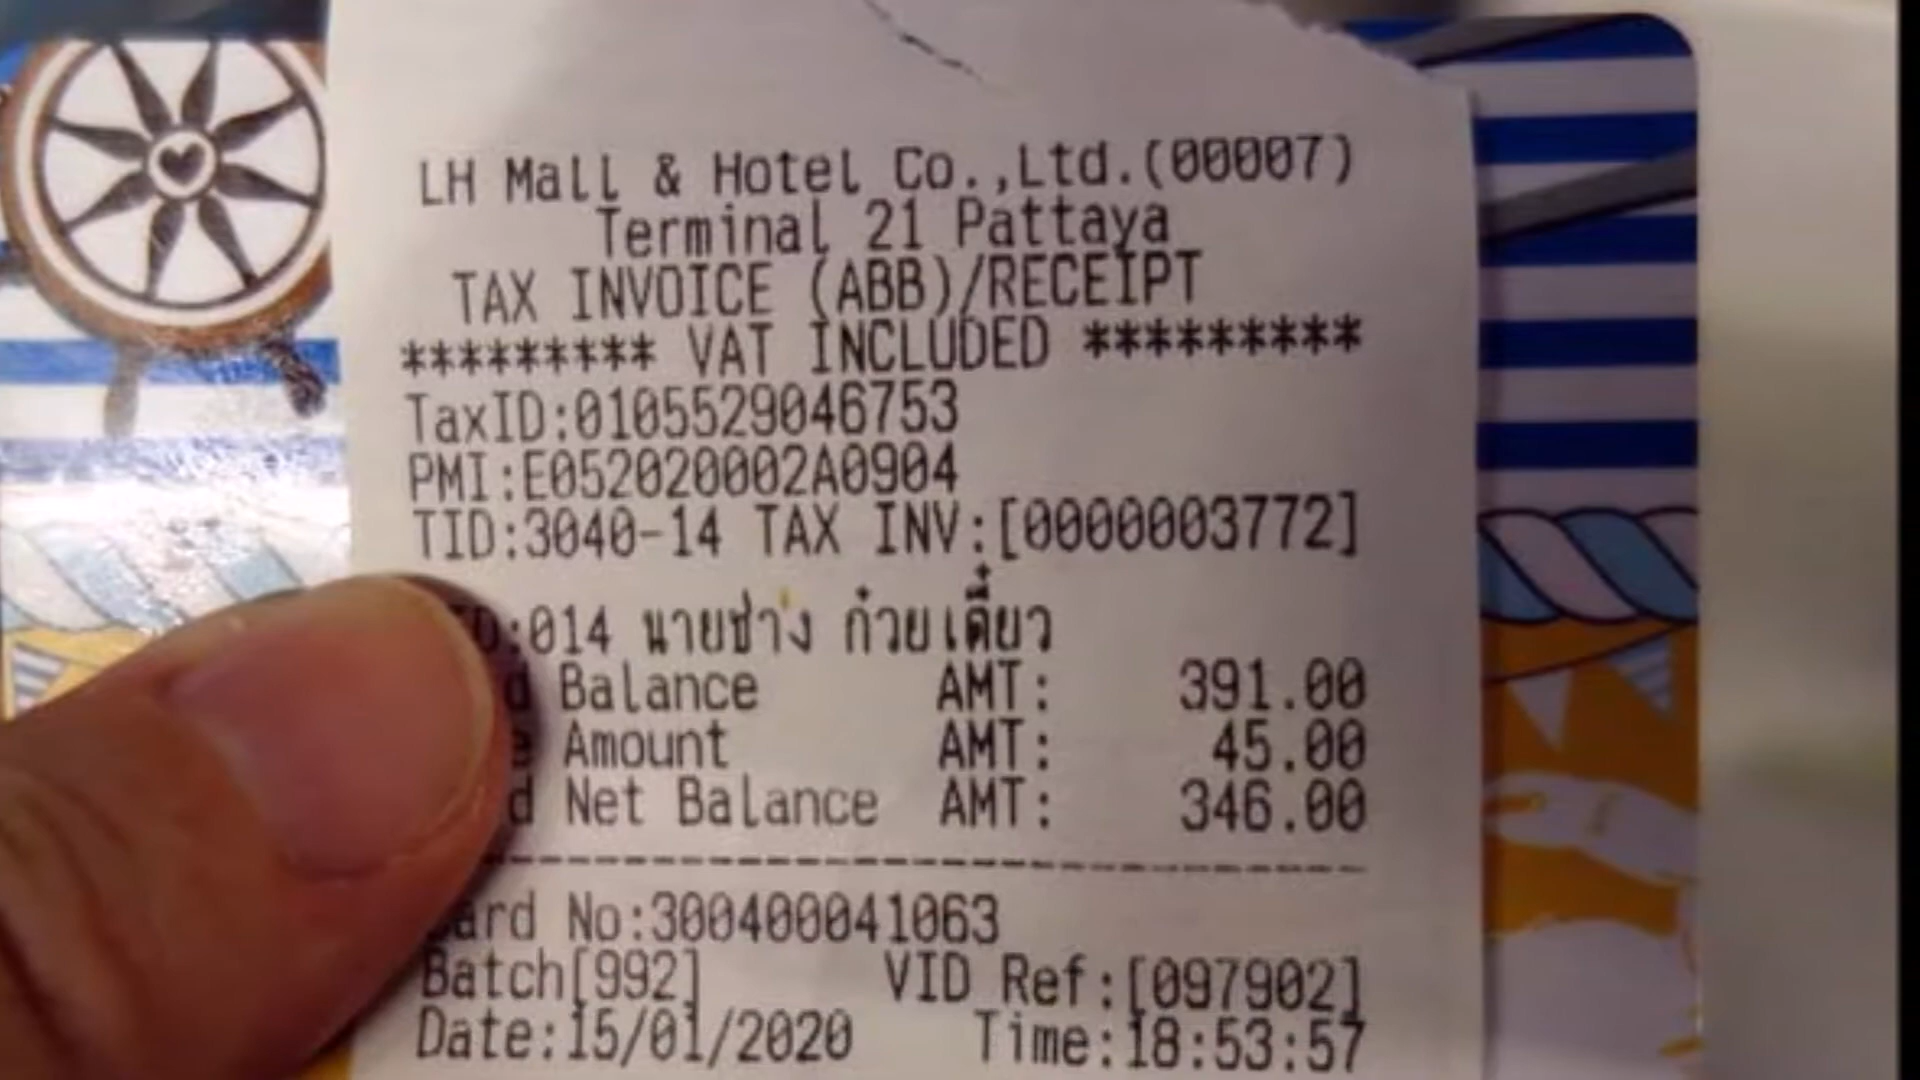 LH Mall & Hotel Co.,Ltd.(00007)
Terminal 21 Pattaya
TAX INVOICE (ABB)/RECEIPT
********* VAT INCLUDED *********
TaxID:0105529046753
PMI:E052020002A0904
TID:3040-14 TAX INV:[0000003772]
D:014 นายช่าง ก๋วยเตี๋ยว
d Balance AMT: 391.00
e Amount AMT: 45.00
d Net Balance AMT: 346.00
ard No:300400041063
Batch[992] VID Ref:[097902]
Date:15/01/2020 Time:18:53:57